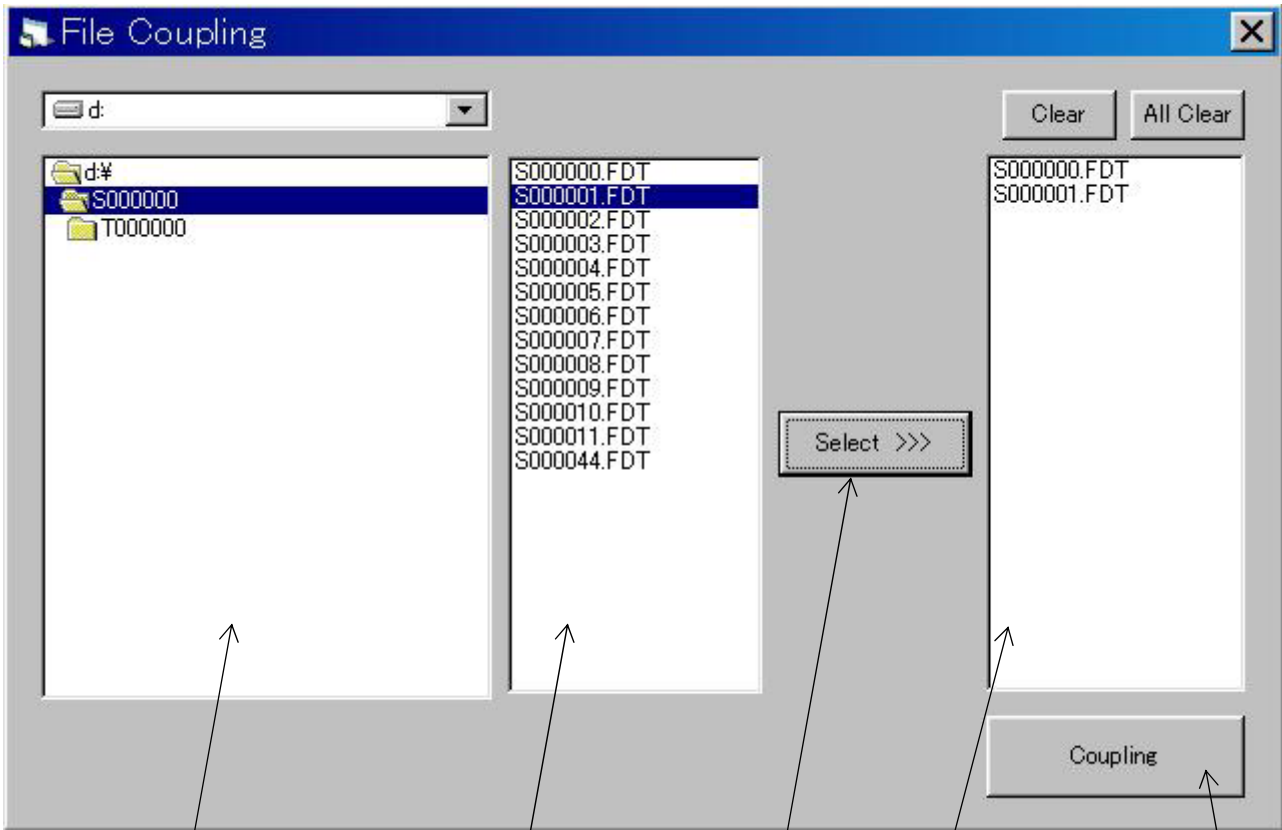 File Coupling
d:
Clear
All Clear
d:¥
S000000
T000000
S000000.FDT
S000001.FDT
S000002.FDT
S000003.FDT
S000004.FDT
S000005.FDT
S000006.FDT
S000007.FDT
S000008.FDT
S000009.FDT
S000010.FDT
S000011.FDT
S000044.FDT
Select >>>
S000000.FDT
S000001.FDT
Coupling